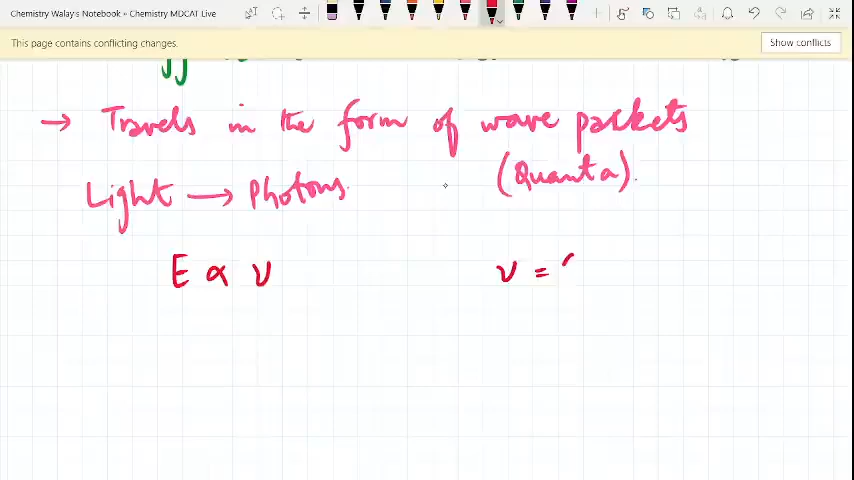 Chemistry Walay's Notebook » Chemistry MDCAT Live
This page contains conflicting changes.
Show conflicts
→ Travels in the form of wave packets
(Quanta).
Light → Photons.
E ∝ ν
ν =